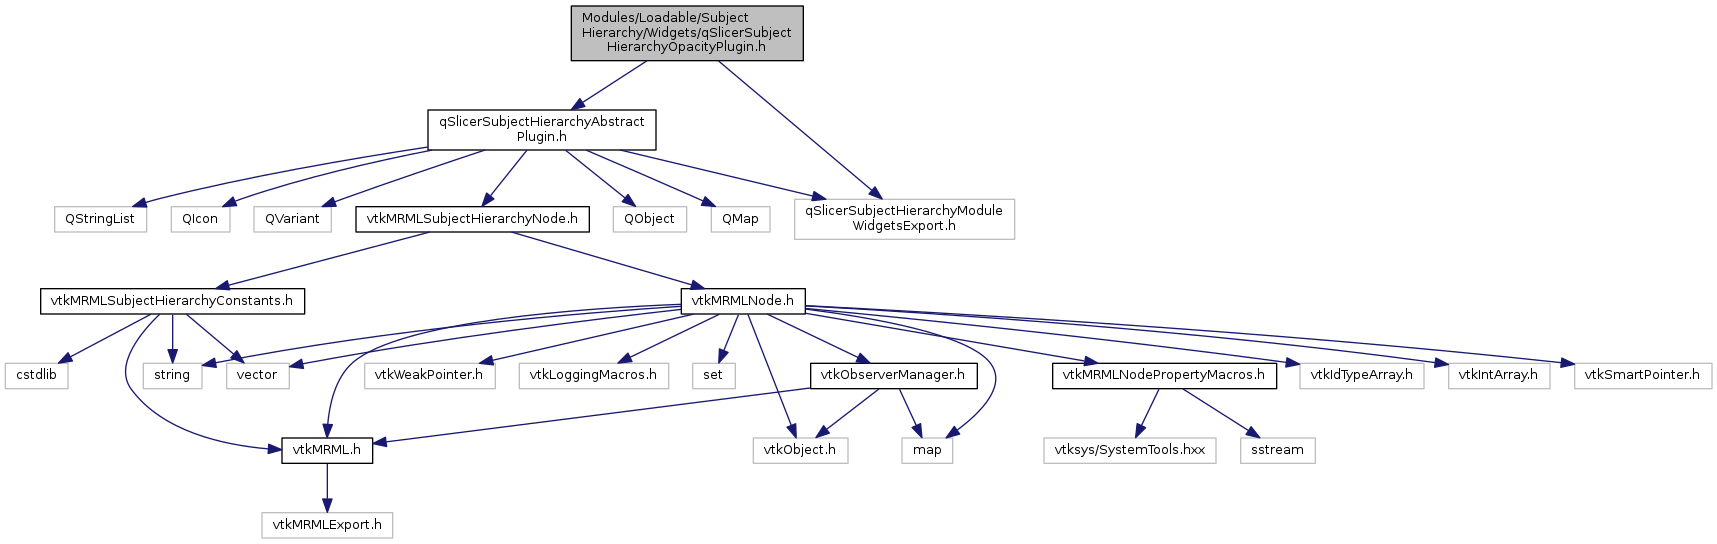 Modules/Loadable/Subject
Hierarchy/Widgets/qSlicerSubject
HierarchyOpacityPlugin.h
qSlicerSubjectHierarchyAbstract
Plugin.h
QStringList
QIcon
QVariant
vtkMRMLSubjectHierarchyNode.h
QObject
QMap
qSlicerSubjectHierarchyModule
WidgetsExport.h
vtkMRMLSubjectHierarchyConstants.h
vtkMRMLNode.h
cstdlib
string
vector
vtkWeakPointer.h
vtkLoggingMacros.h
set
vtkObserverManager.h
vtkMRMLNodePropertyMacros.h
vtkIdTypeArray.h
vtkIntArray.h
vtkSmartPointer.h
vtkMRML.h
vtkObject.h
map
vtksys/SystemTools.hxx
sstream
vtkMRMLExport.h